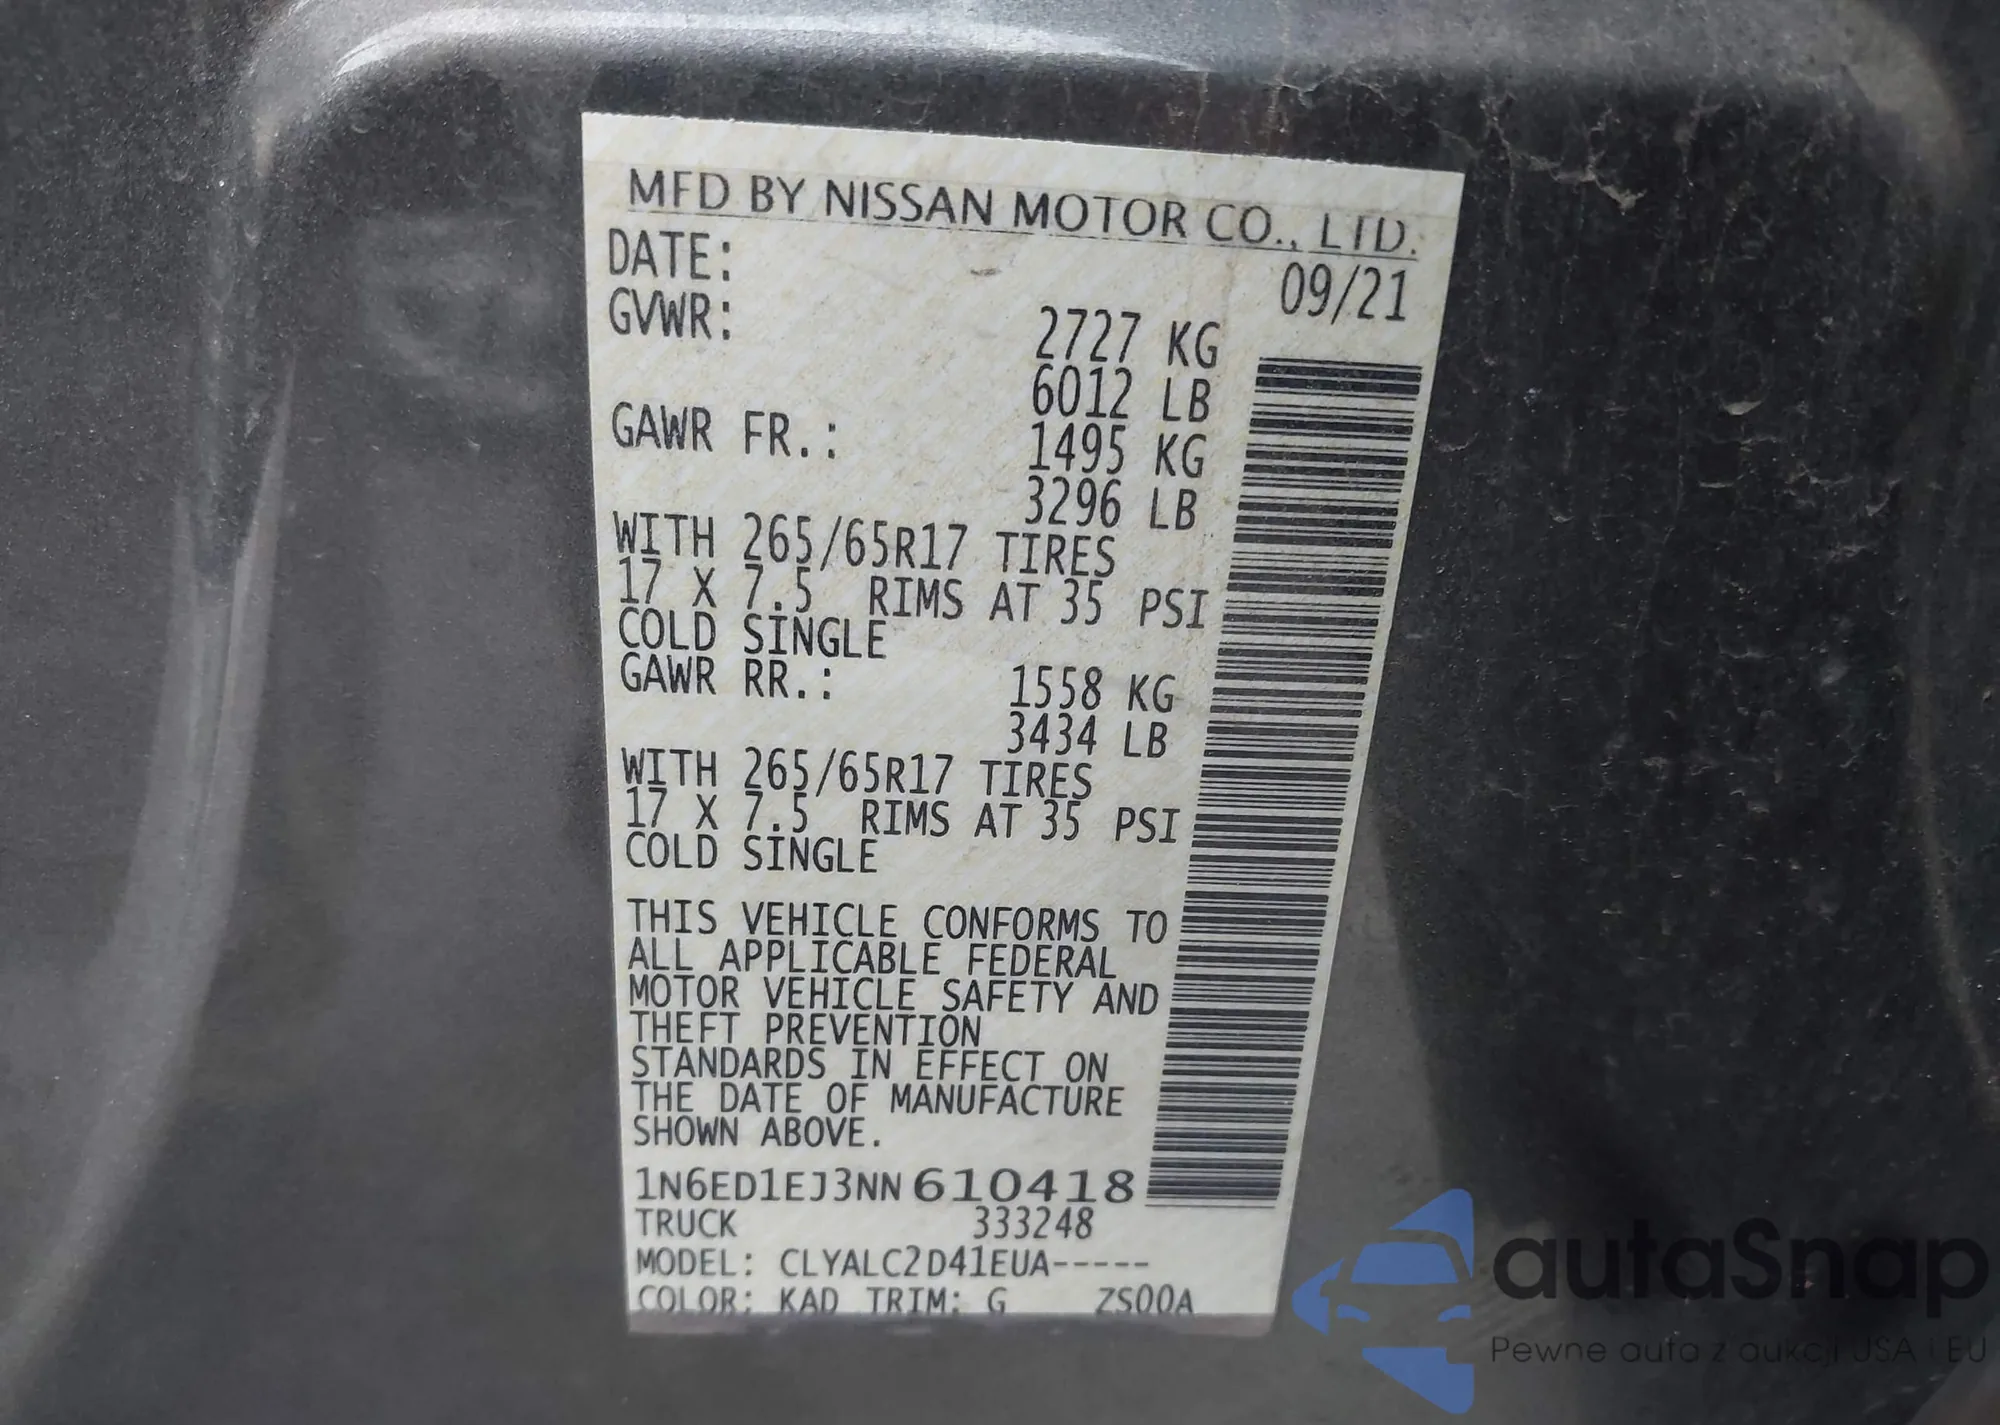 MFD BY NISSAN MOTOR CO., LTD.
DATE: 09/21
GVWR: 2727 KG
6012 LB
GAWR FR.: 1495 KG
3296 LB
WITH 265/65R17 TIRES
17 X 7.5 RIMS AT 35 PSI
COLD SINGLE
GAWR RR.: 1558 KG
3434 LB
WITH 265/65R17 TIRES
17 X 7.5 RIMS AT 35 PSI
COLD SINGLE
THIS VEHICLE CONFORMS TO
ALL APPLICABLE FEDERAL
MOTOR VEHICLE SAFETY AND
THEFT PREVENTION
STANDARDS IN EFFECT ON
THE DATE OF MANUFACTURE
SHOWN ABOVE.
1N6ED1EJ3NN610418
TRUCK 333248
MODEL: CLYALC2D41EUA-----
COLOR: KAD TRIM: G ZS00A
autaSnap
Pewne auta z aukcji USA i EU